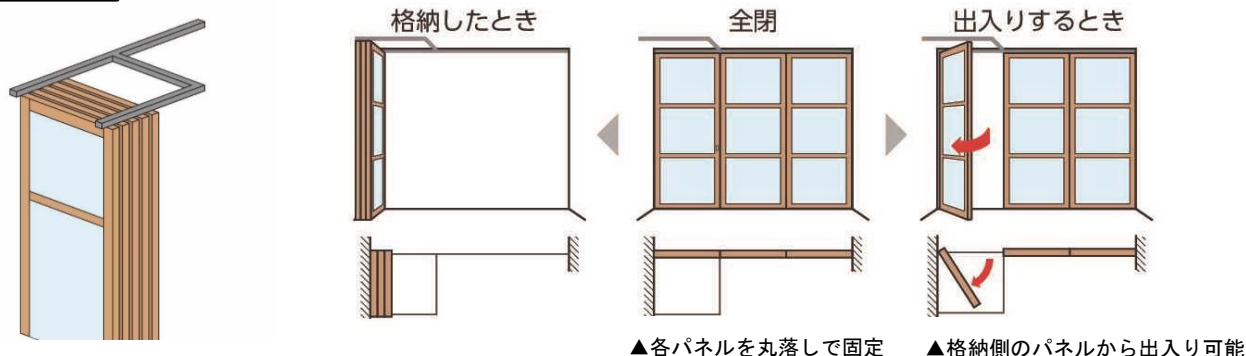 格納したとき
全閉
出入りするとき
▲各パネルを丸落しで固定
▲格納側のパネルから出入り可能